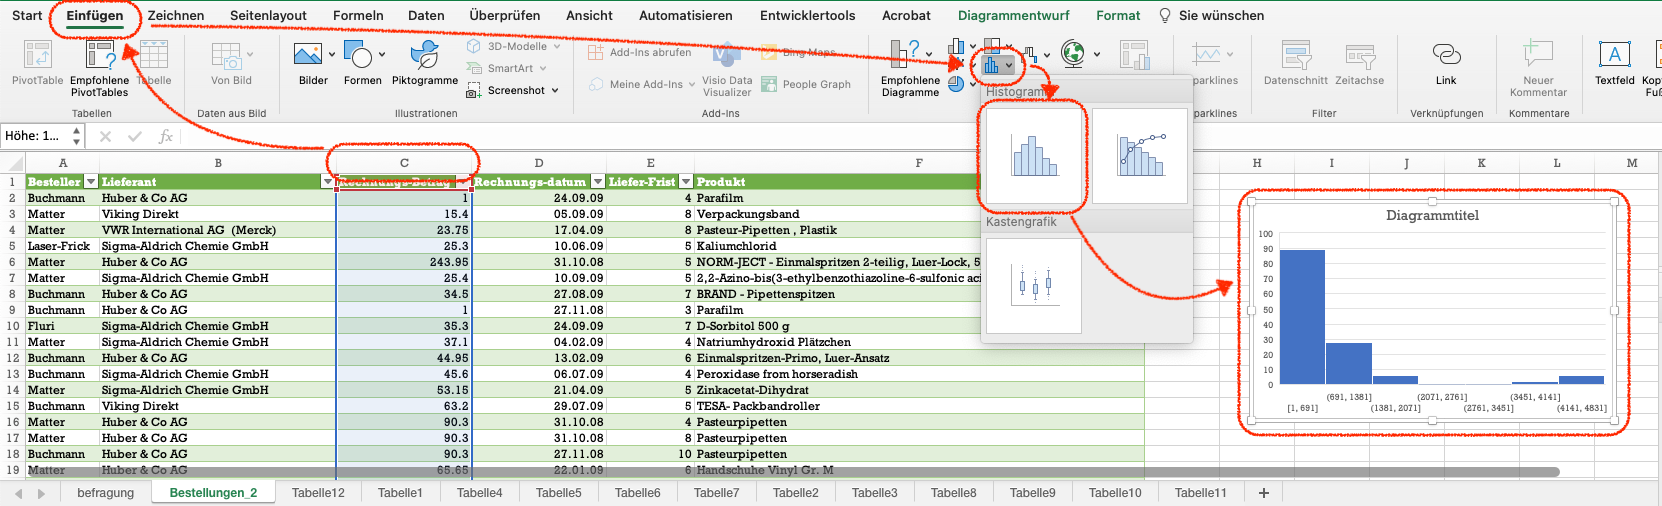 Start Einfügen Zeichnen Seitenlayout Formeln Daten Überprüfen Ansicht Automatisieren Entwicklertools Acrobat Diagrammentwurf Format Sie wünschen
PivotTable Empfohlene PivotTables Tabelle
Tabellen
Von Bild
Daten aus Bild
Bilder Formen Piktogramme
3D-Modelle
SmartArt
Screenshot
Illustrationen
Add-Ins abrufen
Meine Add-Ins
Visio Data Visualizer
Bing Maps
People Graph
Add-Ins
Empfohlene Diagramme
Datenschnitt Zeitachse
Filter
Link
Verknüpfungen
Neuer Kommentar
Kommentare
Textfeld
Höhe: 1... fx
Histogramm
Kastengrafik
A B C D E F H I J K L M
1 Besteller Lieferant Rechnungs-Betrag Rechnungs-datum Liefer-Frist Produkt
2 Buchmann Huber & Co AG 1 24.09.09 4 Parafilm
3 Matter Viking Direkt 15.4 05.09.09 8 Verpackungsband
4 Matter VWR International AG (Merck) 23.75 17.04.09 8 Pasteur-Pipetten , Plastik
5 Laser-Frick Sigma-Aldrich Chemie GmbH 25.3 10.06.09 5 Kaliumchlorid
6 Matter Huber & Co AG 243.95 31.10.08 5 NORM-JECT - Einmalspritzen 2-teilig, Luer-Lock, 5
7 Matter Sigma-Aldrich Chemie GmbH 25.4 10.09.09 5 2,2-Azino-bis(3-ethylbenzothiazoline-6-sulfonic aci
8 Buchmann Huber & Co AG 34.5 27.08.09 7 BRAND - Pipettenspitzen
9 Buchmann Huber & Co AG 1 27.11.08 3 Parafilm
10 Fluri Sigma-Aldrich Chemie GmbH 35.3 24.09.09 7 D-Sorbitol 500 g
11 Matter Sigma-Aldrich Chemie GmbH 37.1 04.02.09 4 Natriumhydroxid Plätzchen
12 Buchmann Huber & Co AG 44.95 13.02.09 6 Einmalspritzen-Primo, Luer-Ansatz
13 Buchmann Sigma-Aldrich Chemie GmbH 45.6 06.07.09 4 Peroxidase from horseradish
14 Matter Sigma-Aldrich Chemie GmbH 53.15 21.04.09 5 Zinkacetat-Dihydrat
15 Buchmann Viking Direkt 63.2 29.07.09 5 TESA- Packbandroller
16 Matter Huber & Co AG 90.3 31.10.08 4 Pasteurpipetten
17 Matter Huber & Co AG 90.3 31.10.08 8 Pasteurpipetten
18 Buchmann Huber & Co AG 90.3 27.11.08 10 Pasteurpipetten
19 Matter Huber & Co AG 65.65 22.01.09 6 Handschuhe Vinyl Gr. M
Diagrammtitel
100
90
80
70
60
50
40
30
20
10
0
(691, 1381] (2071, 2761] (3451, 4141]
[1, 691] (1381, 2071] (2761, 3451] (4141, 4831]
befragung Bestellungen_2 Tabelle12 Tabelle1 Tabelle4 Tabelle5 Tabelle6 Tabelle7 Tabelle2 Tabelle3 Tabelle8 Tabelle9 Tabelle10 Tabelle11 +